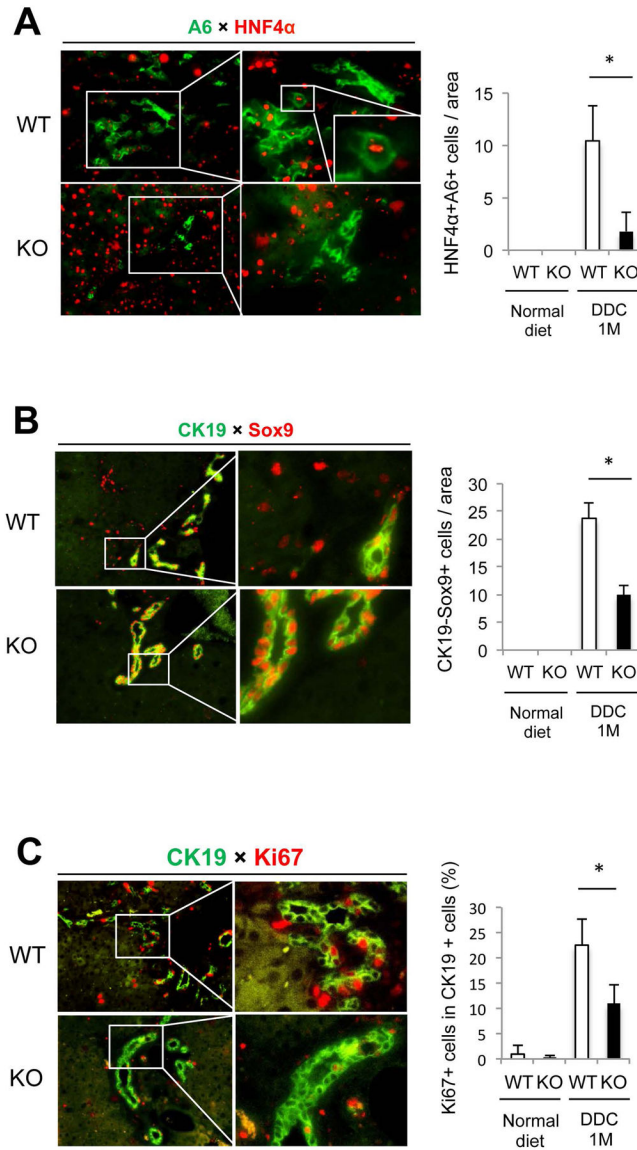 A
A6 × HNF4α
WT
KO
HNF4α+A6+ cells / area
15
10
5
0
*
WT KO WT KO
Normal diet
DDC 1M
B
CK19 × Sox9
WT
KO
CK19-Sox9+ cells / area
30
25
20
15
10
5
0
*
WT KO WT KO
Normal diet
DDC 1M
C
CK19 × Ki67
WT
KO
Ki67+ cells in CK19 + cells (%)
30
25
20
15
10
5
0
*
WT KO WT KO
Normal diet
DDC 1M